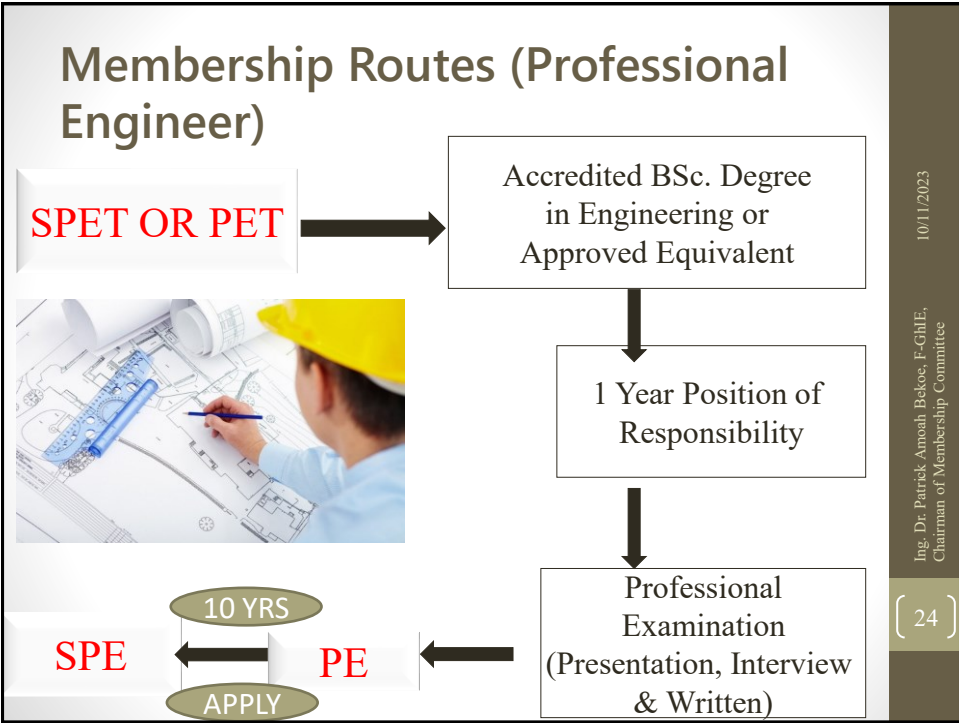 Membership Routes (Professional
Engineer)
SPET OR PET
Accredited BSc. Degree
in Engineering or
Approved Equivalent
1 Year Position of
Responsibility
Professional
Examination
(Presentation, Interview
& Written)
10 YRS
SPE
PE
APPLY
10/11/2023
Ing. Dr. Patrick Amoah Bekoe, F-GhIE,
Chairman of Membership Committee
24